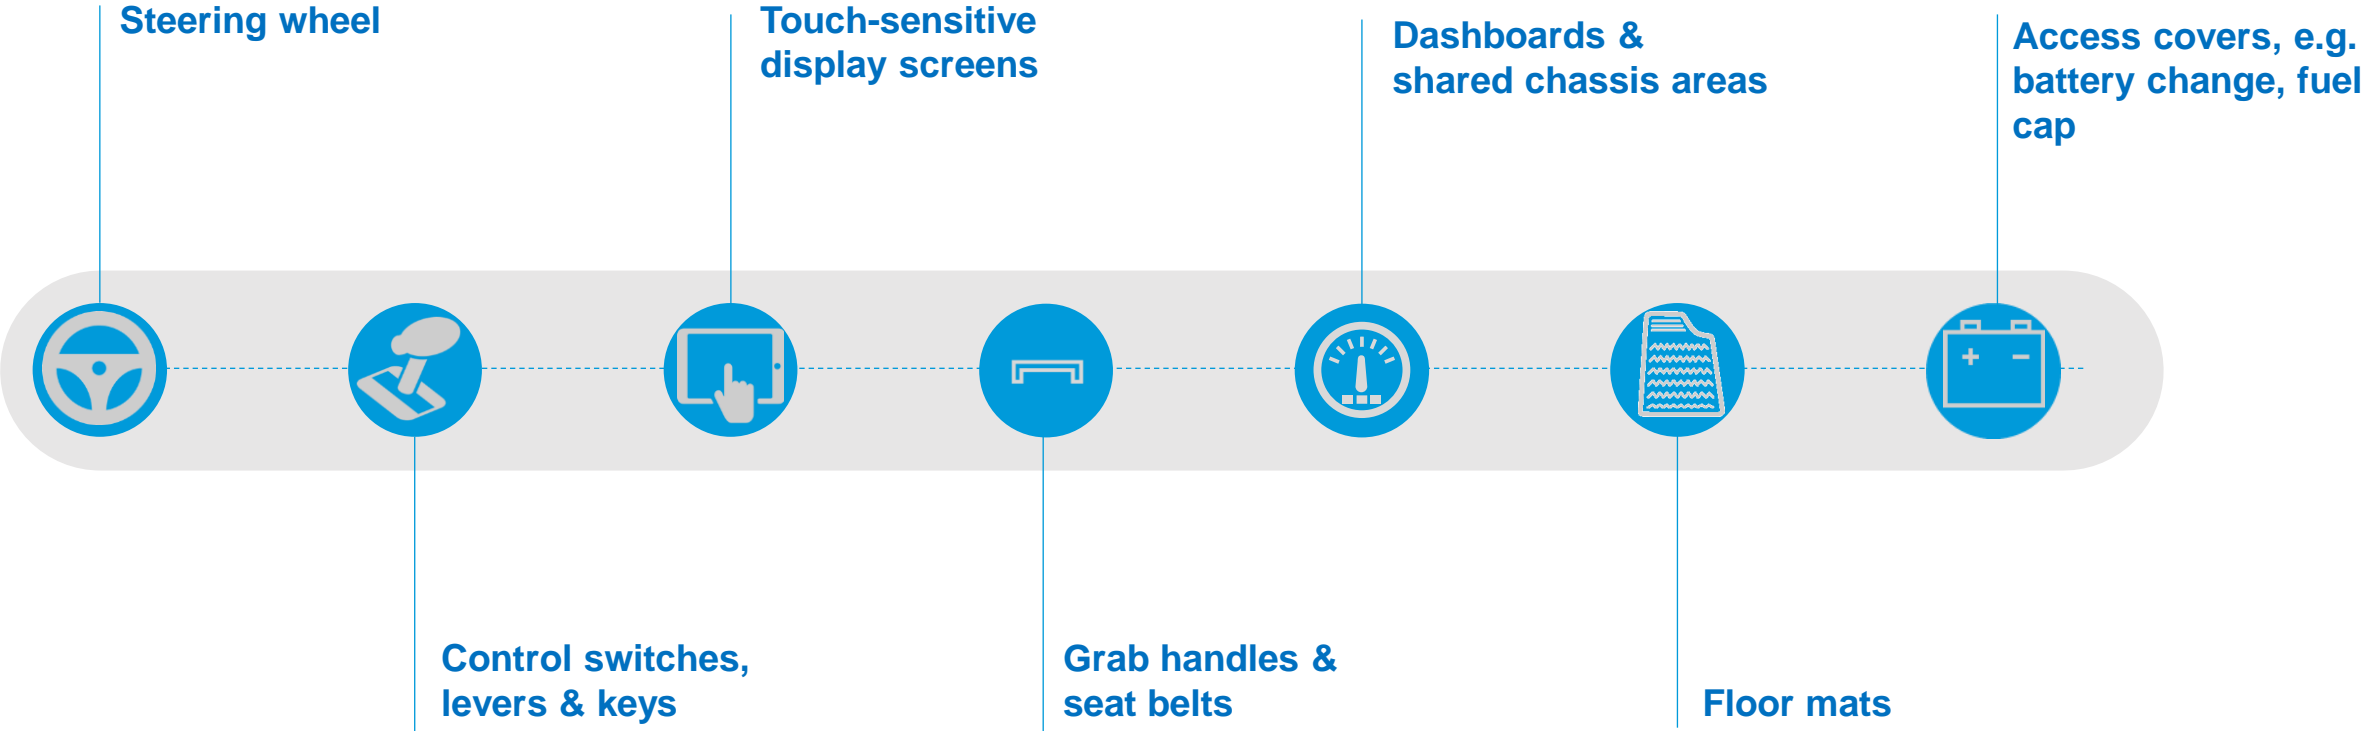 Steering wheel
Touch-sensitive
display screens
Dashboards &
shared chassis areas
Access covers, e.g.
battery change, fuel
cap
Control switches,
levers & keys
Grab handles &
seat belts
Floor mats